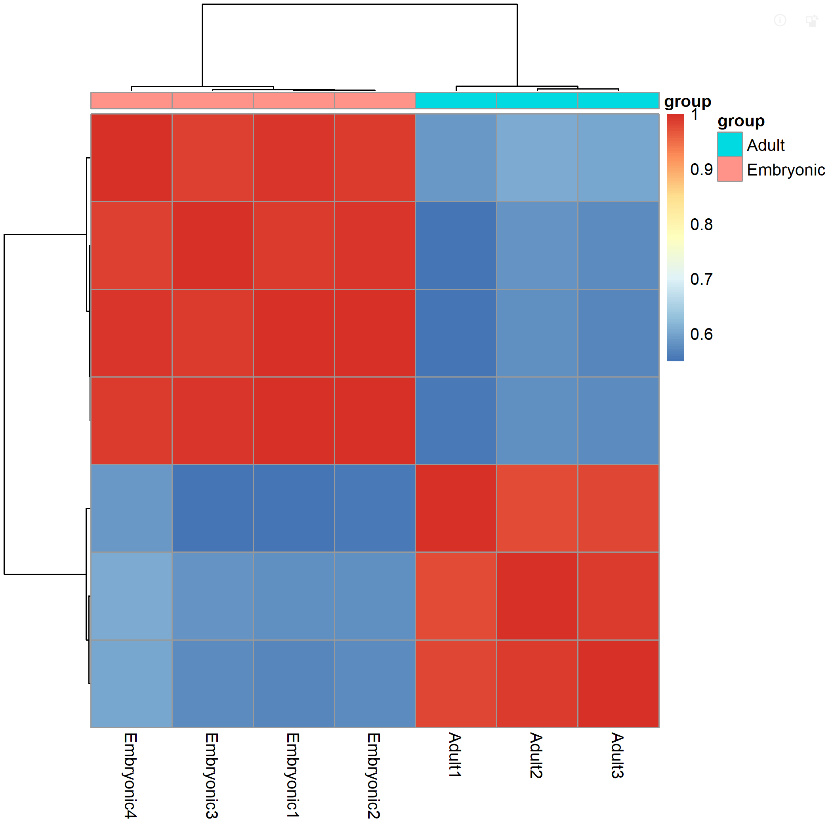 group
1
0.9
0.8
0.7
0.6
group
Adult
Embryonic
Embryonic4
Embryonic3
Embryonic1
Embryonic2
Adult1
Adult2
Adult3